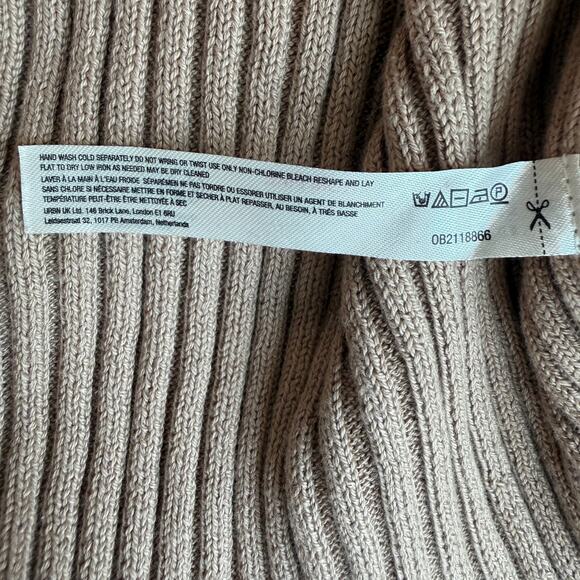 HAND WASH COLD SEPARATELY DO NOT WRING OR TWIST USE ONLY NON-CHLORINE BLEACH RESHAPE AND LAY
FLAT TO DRY LOW IRON AS NEEDED MAY BE DRY CLEANED
LAVER À LA MAIN À L'EAU FROIDE SÉPARÉMEN NE PAS TORDRE OU ESSORER UTILISER UN AGENT DE BLANCHIMENT
SANS CHLORE SI NÉCESSAIRE METTRE EN FORME ET SÉCHER À PLAT REPASSER, AU BESOIN, À TRÈS BASSE
TEMPÉRATURE PEUT-ÊTRE ÊTRE NETTOYÉE À SEC
URBN UK Ltd. 146 Brick Lane, London E1 6RU
Leidsestraat 32, 1017 PB Amsterdam, Netherlands
P
OB2118866